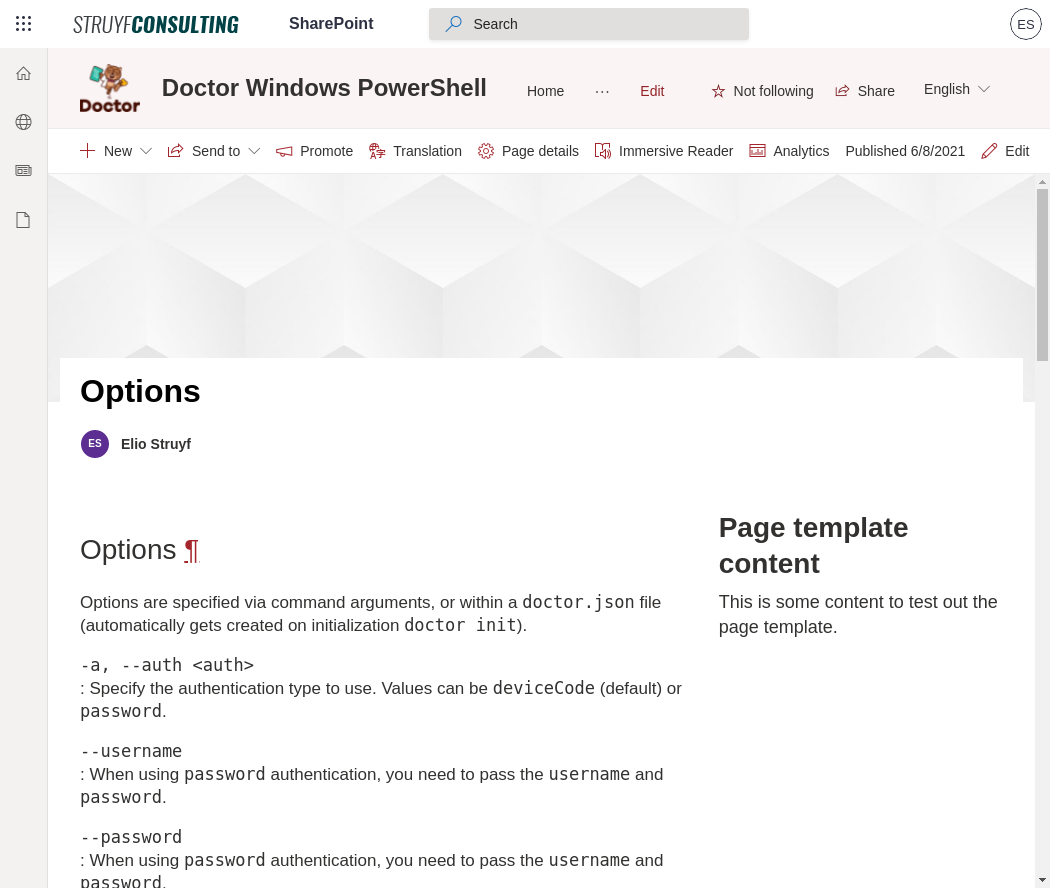 STRUYFCONSULTING SharePoint Search ES
Doctor Doctor Windows PowerShell Home ··· Edit Not following Share English
New Send to Promote Translation Page details Immersive Reader Analytics Published 6/8/2021 Edit
Options
ES Elio Struyf
Options ¶
Options are specified via command arguments, or within a doctor.json file
(automatically gets created on initialization doctor init).
-a, --auth <auth>
: Specify the authentication type to use. Values can be deviceCode (default) or
password.
--username
: When using password authentication, you need to pass the username and
password.
--password
: When using password authentication, you need to pass the username and
password.
Page template
content
This is some content to test out the
page template.